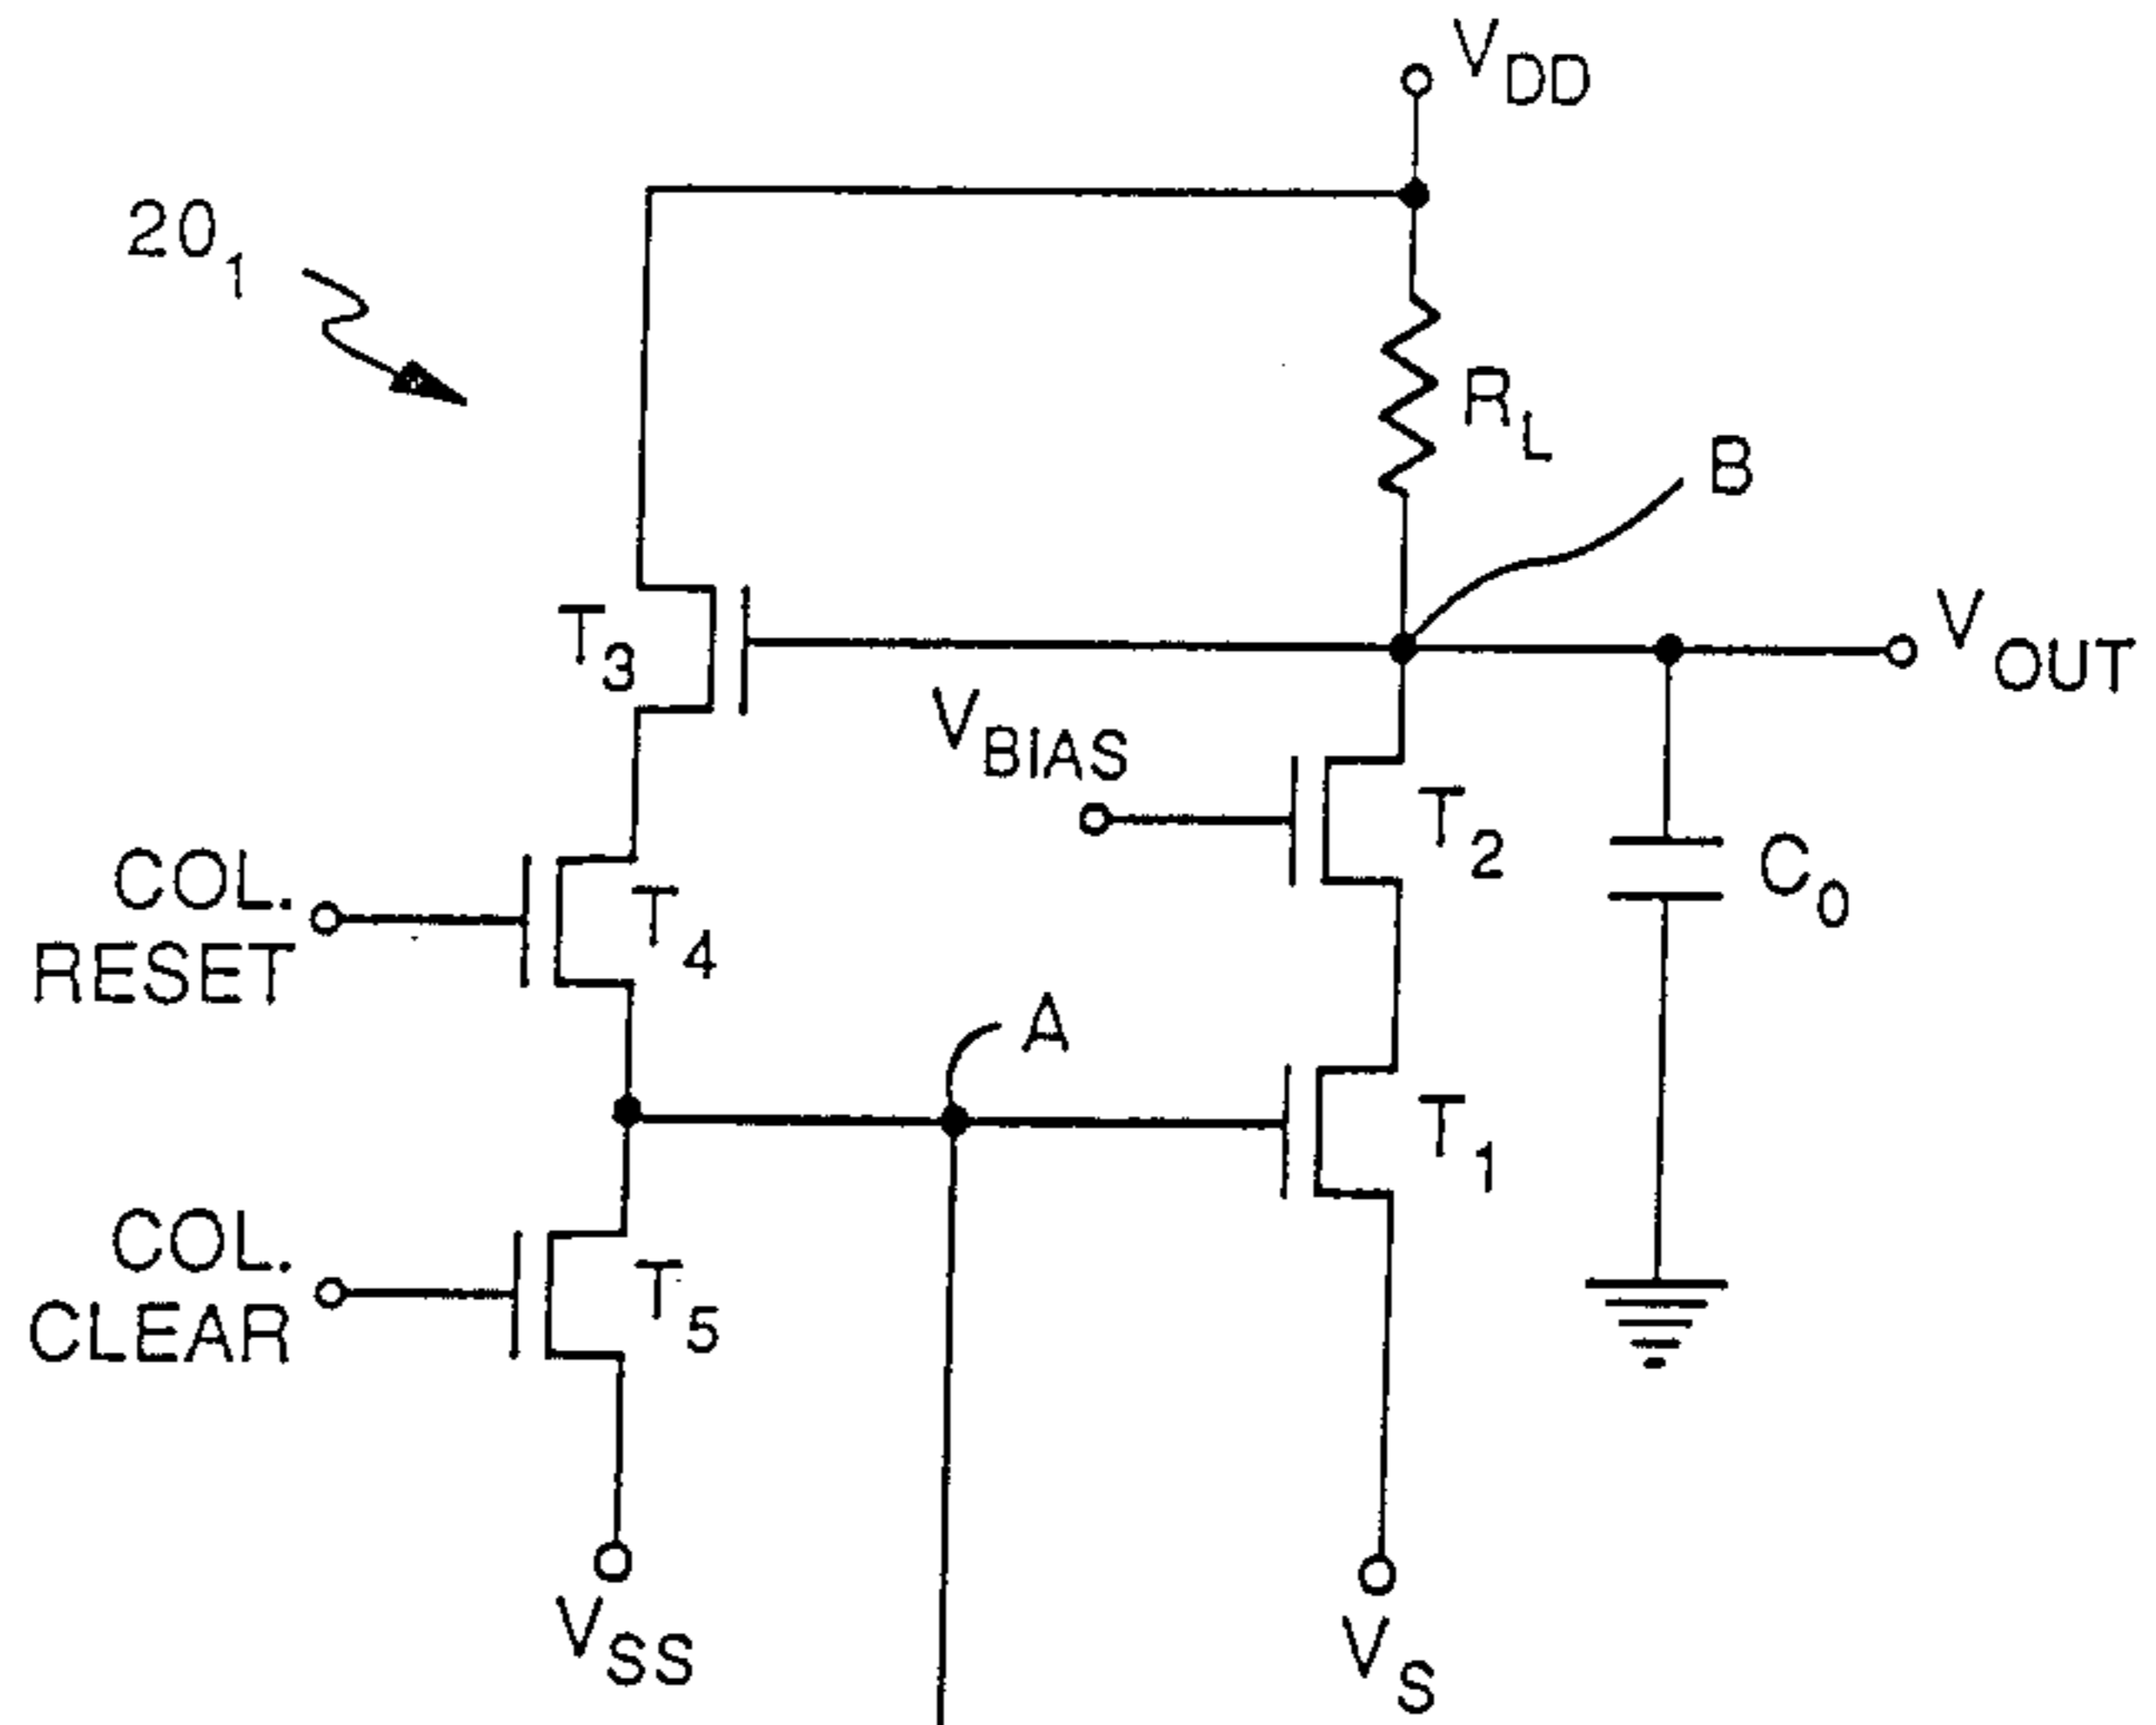 V_DD
20_1
R_L
B
T_3
V_OUT
V_BIAS
T_2
COL.
RESET
T_4
C_0
A
T_1
COL.
CLEAR
T_5
V_SS
V_S